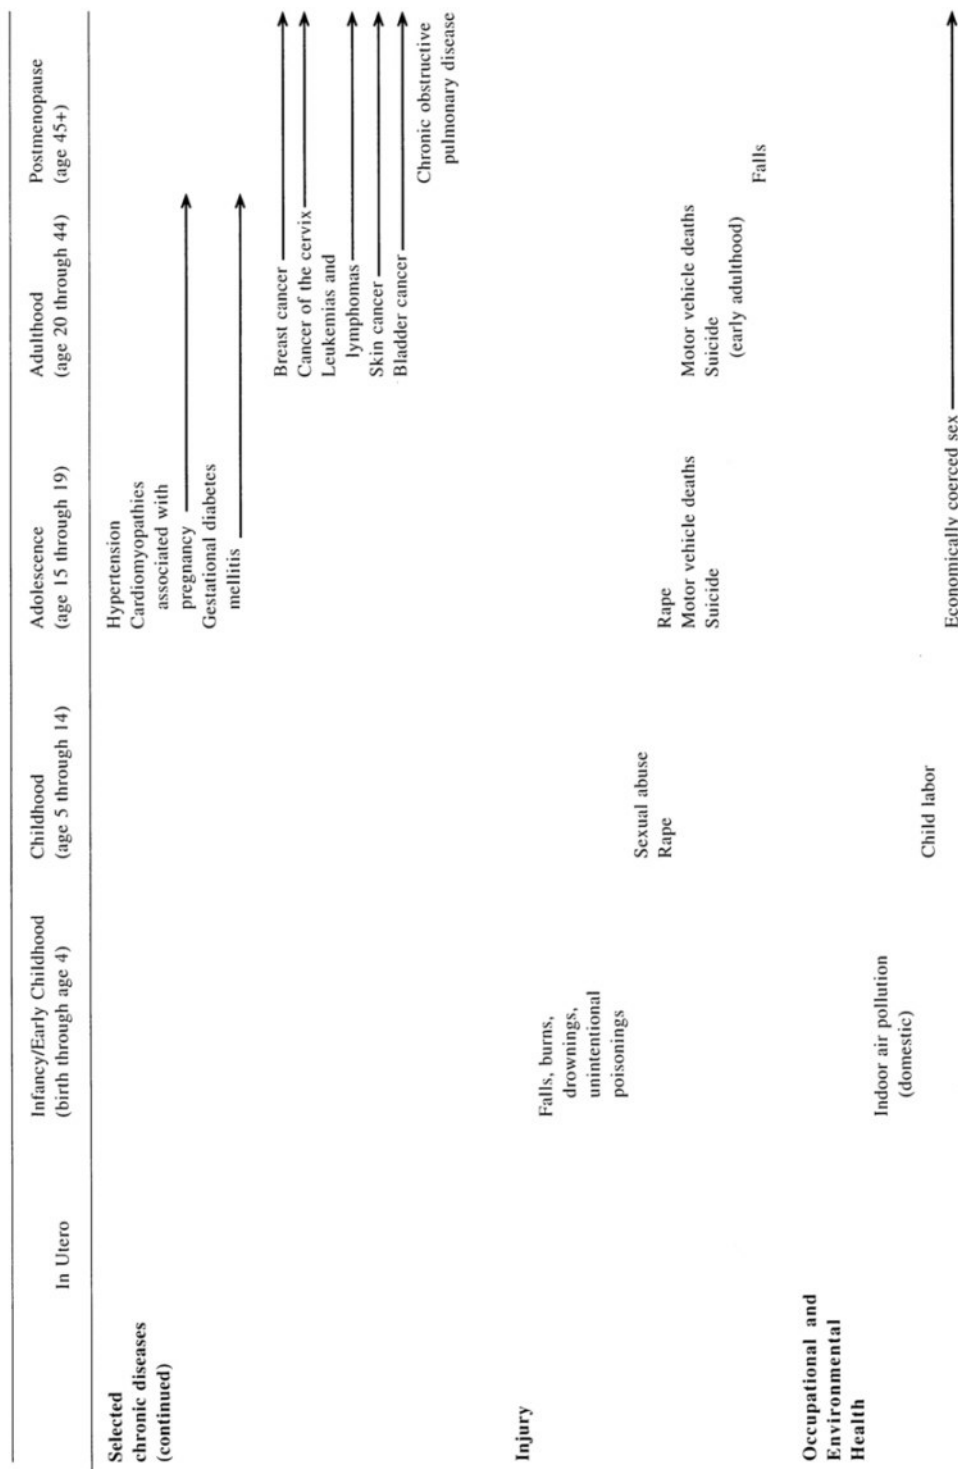 In Utero
Infancy/Early Childhood
(birth through age 4)
Childhood
(age 5 through 14)
Adolescence
(age 15 through 19)
Adulthood
(age 20 through 44)
Postmenopause
(age 45+)
Selected
chronic diseases
(continued)
Hypertension
Cardiomyopathies
associated with
pregnancy
Gestational diabetes
mellitis
Breast cancer
Cancer of the cervix
Leukemias and
lymphomas
Skin cancer
Bladder cancer
Chronic obstructive
pulmonary disease
Injury
Falls, burns,
drownings,
unintentional
poisonings
Sexual abuse
Rape
Rape
Motor vehicle deaths
Suicide
Motor vehicle deaths
Suicide
(early adulthood)
Falls
Occupational and
Environmental
Health
Indoor air pollution
(domestic)
Child labor
Economically coerced sex